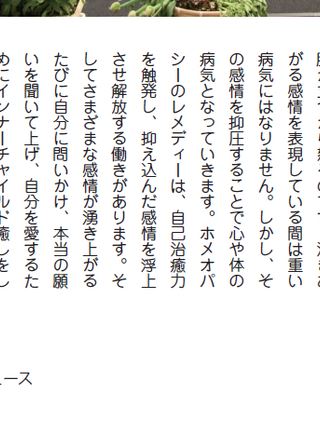 がる感情を表現している間は重い
病気にはなりません。しかし、そ
の感情を抑圧することで心や体の
病気となっていきます。ホメオパ
シーのレメディーは、自己治癒力
を触発し、抑え込んだ感情を浮上
させ解放する働きがあります。そ
してさまざまな感情が湧き上がる
たびに自分に問いかけ、本当の願
いを聞いて上げ、自分を愛するた
めにインナーチャイルド癒しをし
ース